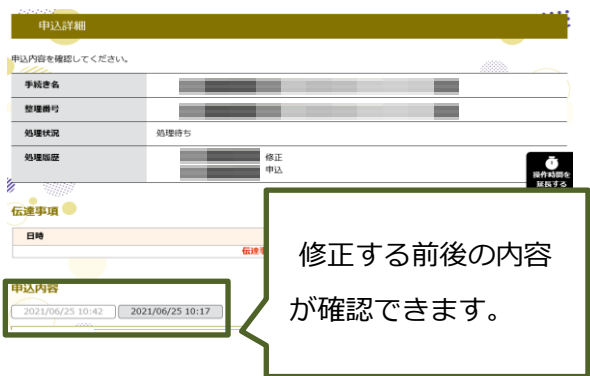 申込詳細
申込内容を確認してください。
手続き名
整理番号
処理状況 処理待ち
処理履歴 修正
申込
操作時間を
延長する
伝達事項
日時
伝達事
修正する前後の内容
が確認できます。
申込内容
2021/06/25 10:42 2021/06/25 10:17